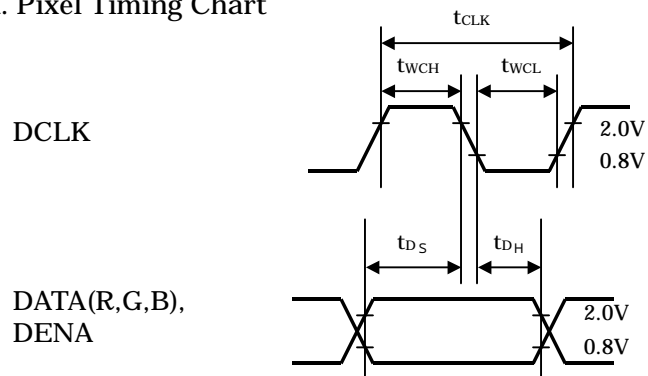 . Pixel Timing Chart
tCLK
tWCH tWCL
DCLK
2.0V
0.8V
tDS tDH
DATA(R,G,B),
DENA
2.0V
0.8V